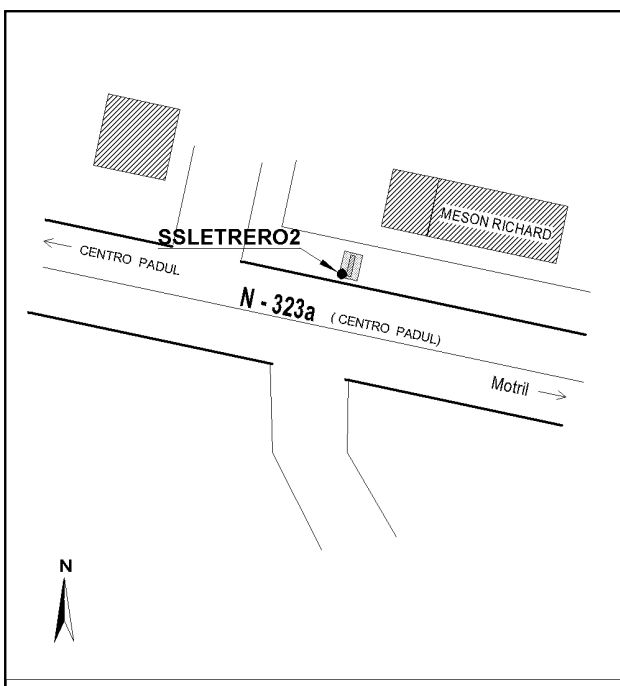 MESON RICHARD
SSLETRERO2
CENTRO PADUL
N - 323a (CENTRO PADUL)
Motril
N